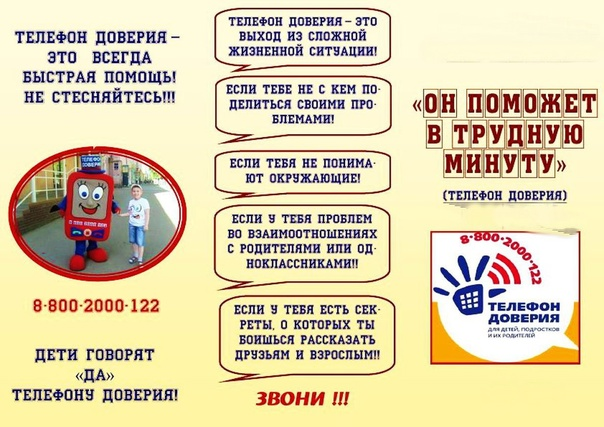 ТЕЛЕФОН ДОВЕРИЯ –
ЭТО ВСЕГДА
БЫСТРАЯ ПОМОЩЬ!
НЕ СТЕСНЯЙТЕСЬ!!!
ТЕЛЕФОН
ДОВЕРИЯ
8-800-2000-122
ДЕТИ ГОВОРЯТ
«ДА»
ТЕЛЕФОНУ ДОВЕРИЯ!
ТЕЛЕФОН ДОВЕРИЯ – ЭТО
ВЫХОД ИЗ СЛОЖНОЙ
ЖИЗНЕННОЙ СИТУАЦИИ!
ЕСЛИ ТЕБЕ НЕ С КЕМ ПО-
ДЕЛИТЬСЯ СВОИМИ ПРО-
БЛЕМАМИ!
ЕСЛИ ТЕБЯ НЕ ПОНИМА-
ЮТ ОКРУЖАЮЩИЕ!
ЕСЛИ У ТЕБЯ ПРОБЛЕМ
ВО ВЗАИМООТНОШЕНИЯХ
С РОДИТЕЛЯМИ ИЛИ ОД-
НОКЛАССНИКАМИ!!
ЕСЛИ У ТЕБЯ ЕСТЬ СЕК-
РЕТЫ, О КОТОРЫХ ТЫ
БОИШЬСЯ РАССКАЗАТЬ
ДРУЗЬЯМ И ВЗРОСЛЫМ!!
ЗВОНИ !!!
«ОН ПОМОЖЕТ
В ТРУДНУЮ
МИНУТУ»
(ТЕЛЕФОН ДОВЕРИЯ)
8-800-2000-122
ТЕЛЕФОН
ДОВЕРИЯ
ДЛЯ ДЕТЕЙ, ПОДРОСТКОВ
И ИХ РОДИТЕЛЕЙ